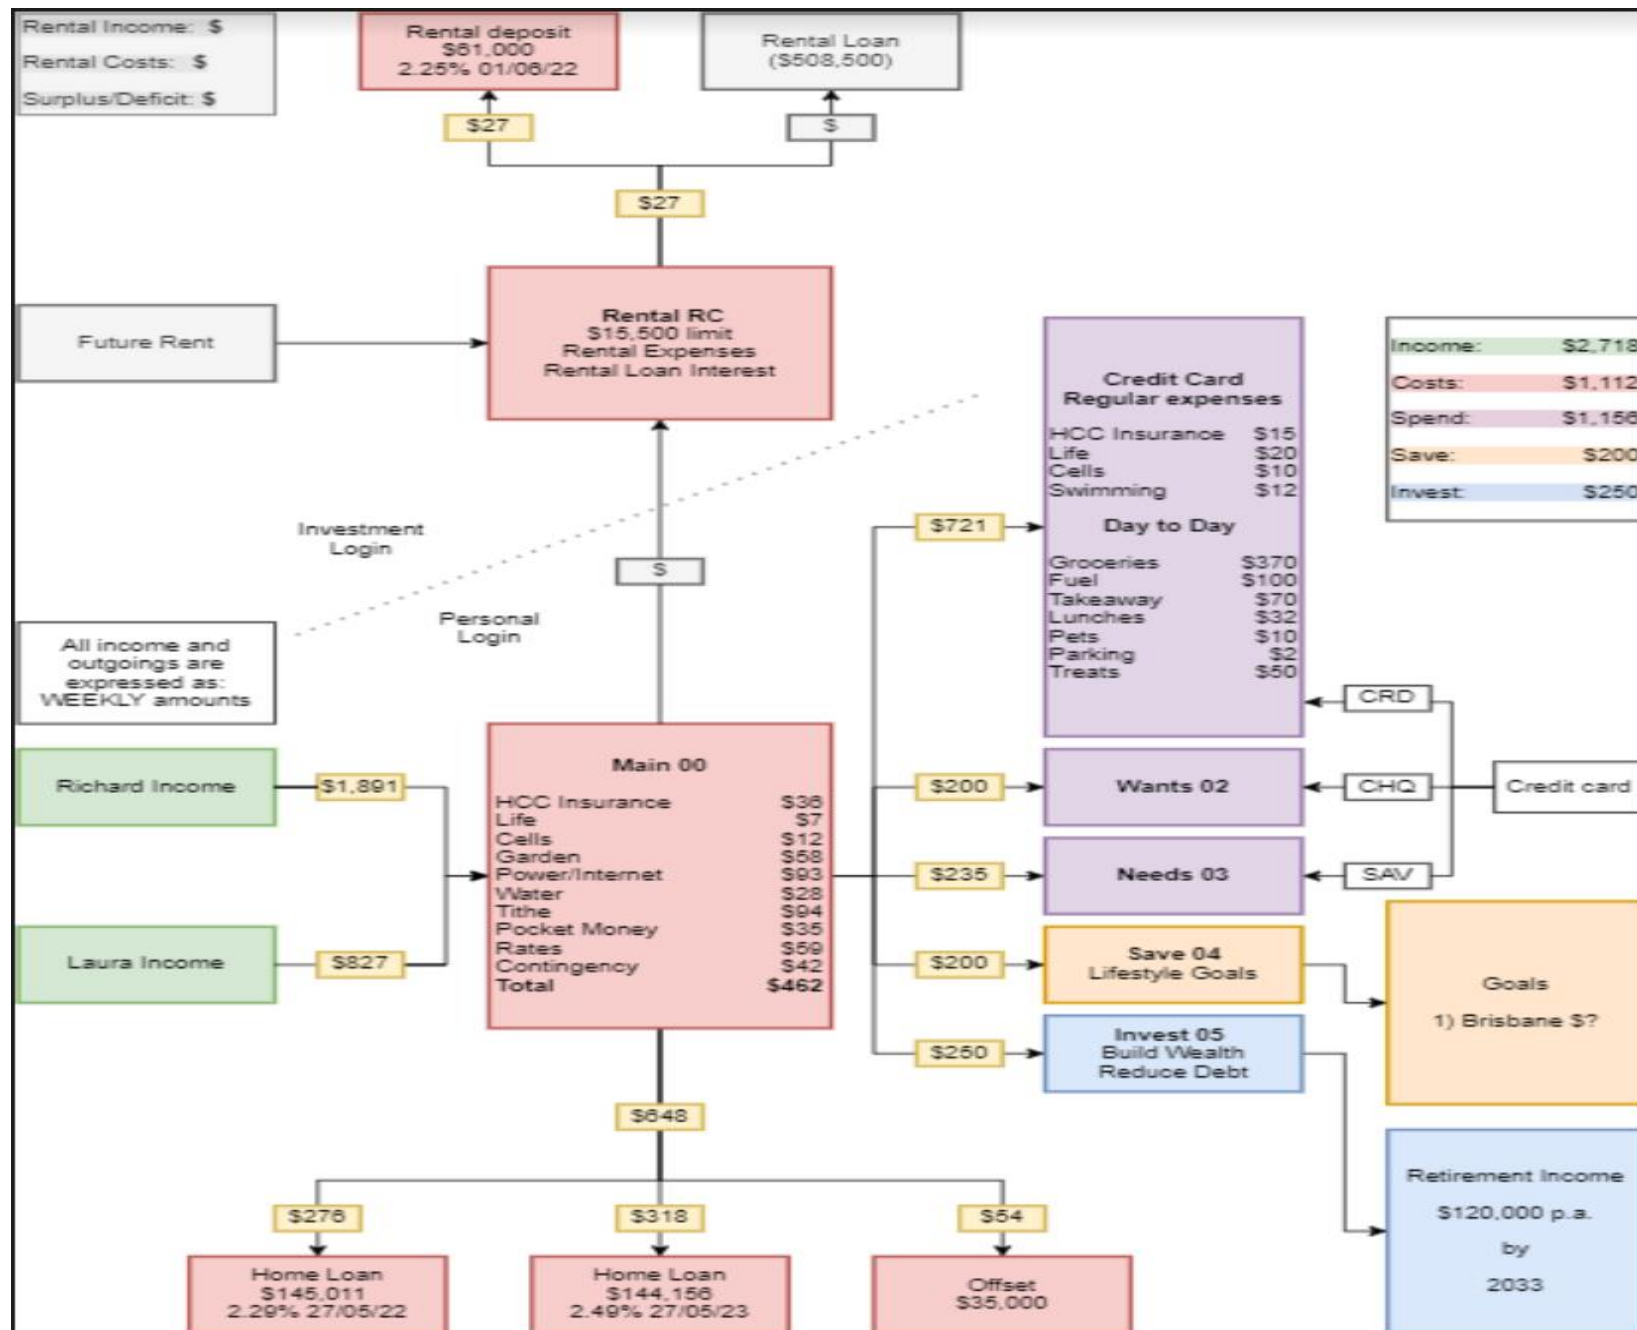 Rental Income: $
Rental Costs: $
Surplus/Deficit: $
Rental deposit
$61,000
2.25% 01/06/22
Rental Loan
($508,500)
$27
$
$27
Rental RC
$15,500 limit
Rental Expenses
Rental Loan Interest
Future Rent
Investment
Login
Personal
Login
$
All income and
outgoings are
expressed as:
WEEKLY amounts
Richard Income
$1,891
Laura Income
$827
Main 00
HCC Insurance $36
Life $7
Cells $12
Garden $58
Power/Internet $93
Water $28
Tithe $94
Pocket Money $35
Rates $59
Contingency $42
Total $462
$721
$200
$235
$200
$250
Credit Card
Regular expenses
HCC Insurance $15
Life $20
Cells $10
Swimming $12
Day to Day
Groceries $370
Fuel $100
Takeaway $70
Lunches $32
Pets $10
Parking $2
Treats $50
Wants 02
Needs 03
Save 04
Lifestyle Goals
Invest 05
Build Wealth
Reduce Debt
CRD
CHQ
SAV
Credit card
Income: $2,718
Costs: $1,112
Spend: $1,156
Save: $200
Invest: $250
Goals
1) Brisbane $?
Retirement Income
$120,000 p.a.
by
2033
$648
$276
$318
$54
Home Loan
$145,011
2.29% 27/05/22
Home Loan
$144,156
2.49% 27/05/23
Offset
$35,000